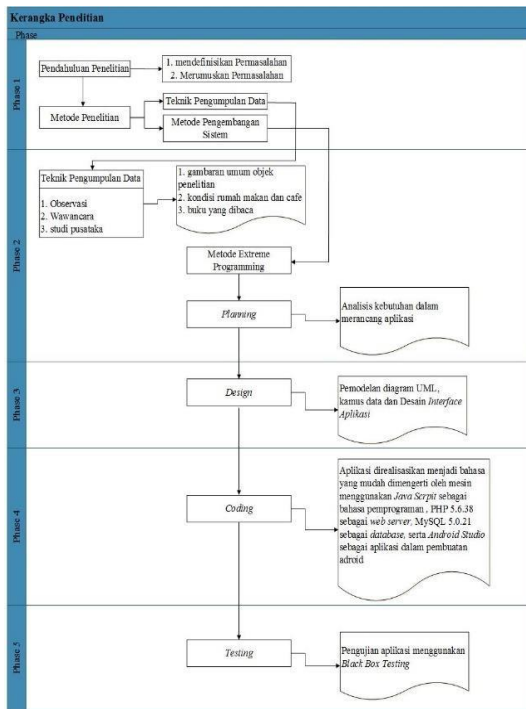 Kerangka Penelitian
Phase
Phase 1
Pendahuluan Penelitian
1. mendefinisikan Permasalahan
2. Merumuskan Permasalahan
Metode Penelitian
Teknik Pengumpulan Data
Metode Pengembangan
Sistem
Phase 2
Teknik Pengumpulan Data
1. Observasi
2. Wawancara
3. studi pusataka
1. gambaran umum objek
penelitian
2. kondisi rumah makan dan cafe
3. buku yang dibaca
Metode Extreme
Programming
Planning
Analisis kebutuhan dalam
merancang aplikasi
Phase 3
Design
Pemodelan diagram UML,
kamus data dan Desain Interface
Aplikasi
Phase 4
Coding
Aplikasi direalisasikan menjadi bahasa
yang mudah dimengerti oleh mesin
menggunakan Java Scrpit sebagai
bahasa pemprograman , PHP 5.6.38
sebagai web server, MySQL 5.0.21
sebagai database, serta Android Studio
sebagai aplikasi dalam pembuatan
adroid
Phase 5
Testing
Pengujian aplikasi menggunakan
Black Box Testing